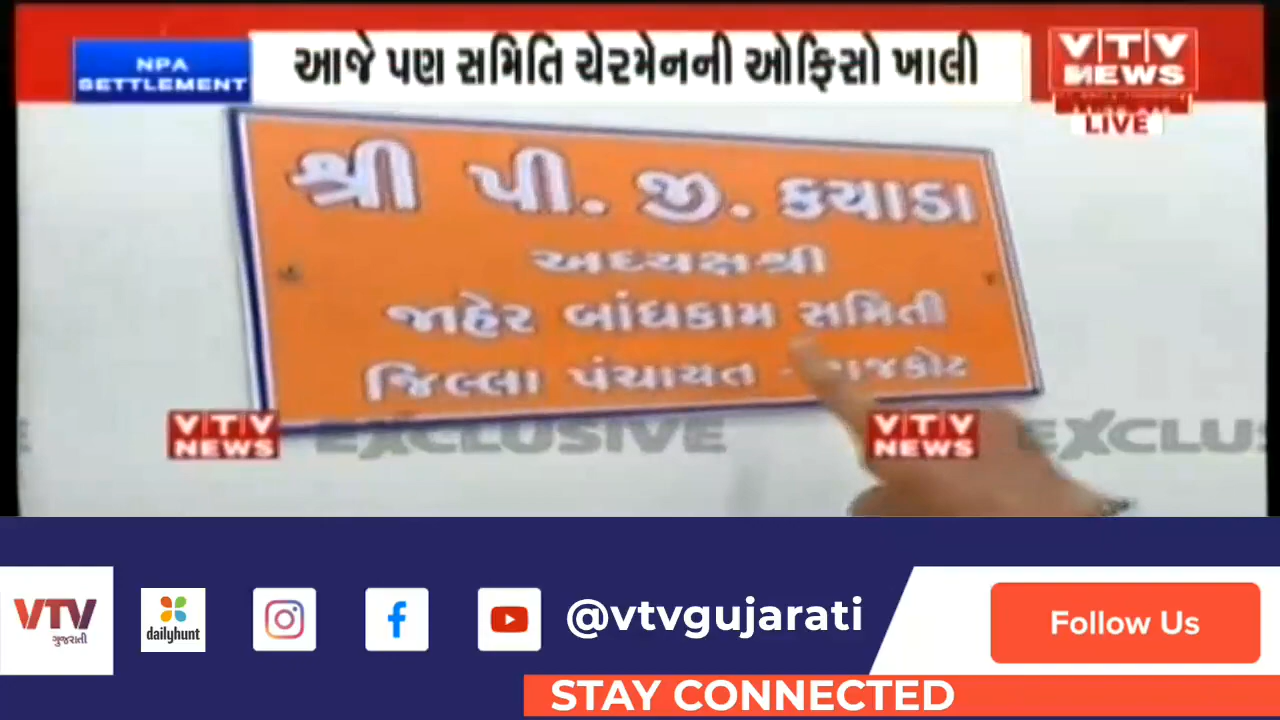 NPA
SETTLEMENT
આજે પણ સમિતિ ચેરમેનની ઓફિસો ખાલી
VTV
NEWS
LIVE
શ્રી પી. જી. કયાડા
અધ્યક્ષશ્રી
જાહેર બાંધકામ સમિતી
જિલ્લા પંચાયત
VTV
NEWS
EXCLUSIVE
VTV
NEWS
VTV
ગુજરાતી
dailyhunt
@vtvgujarati
Follow Us
STAY CONNECTED